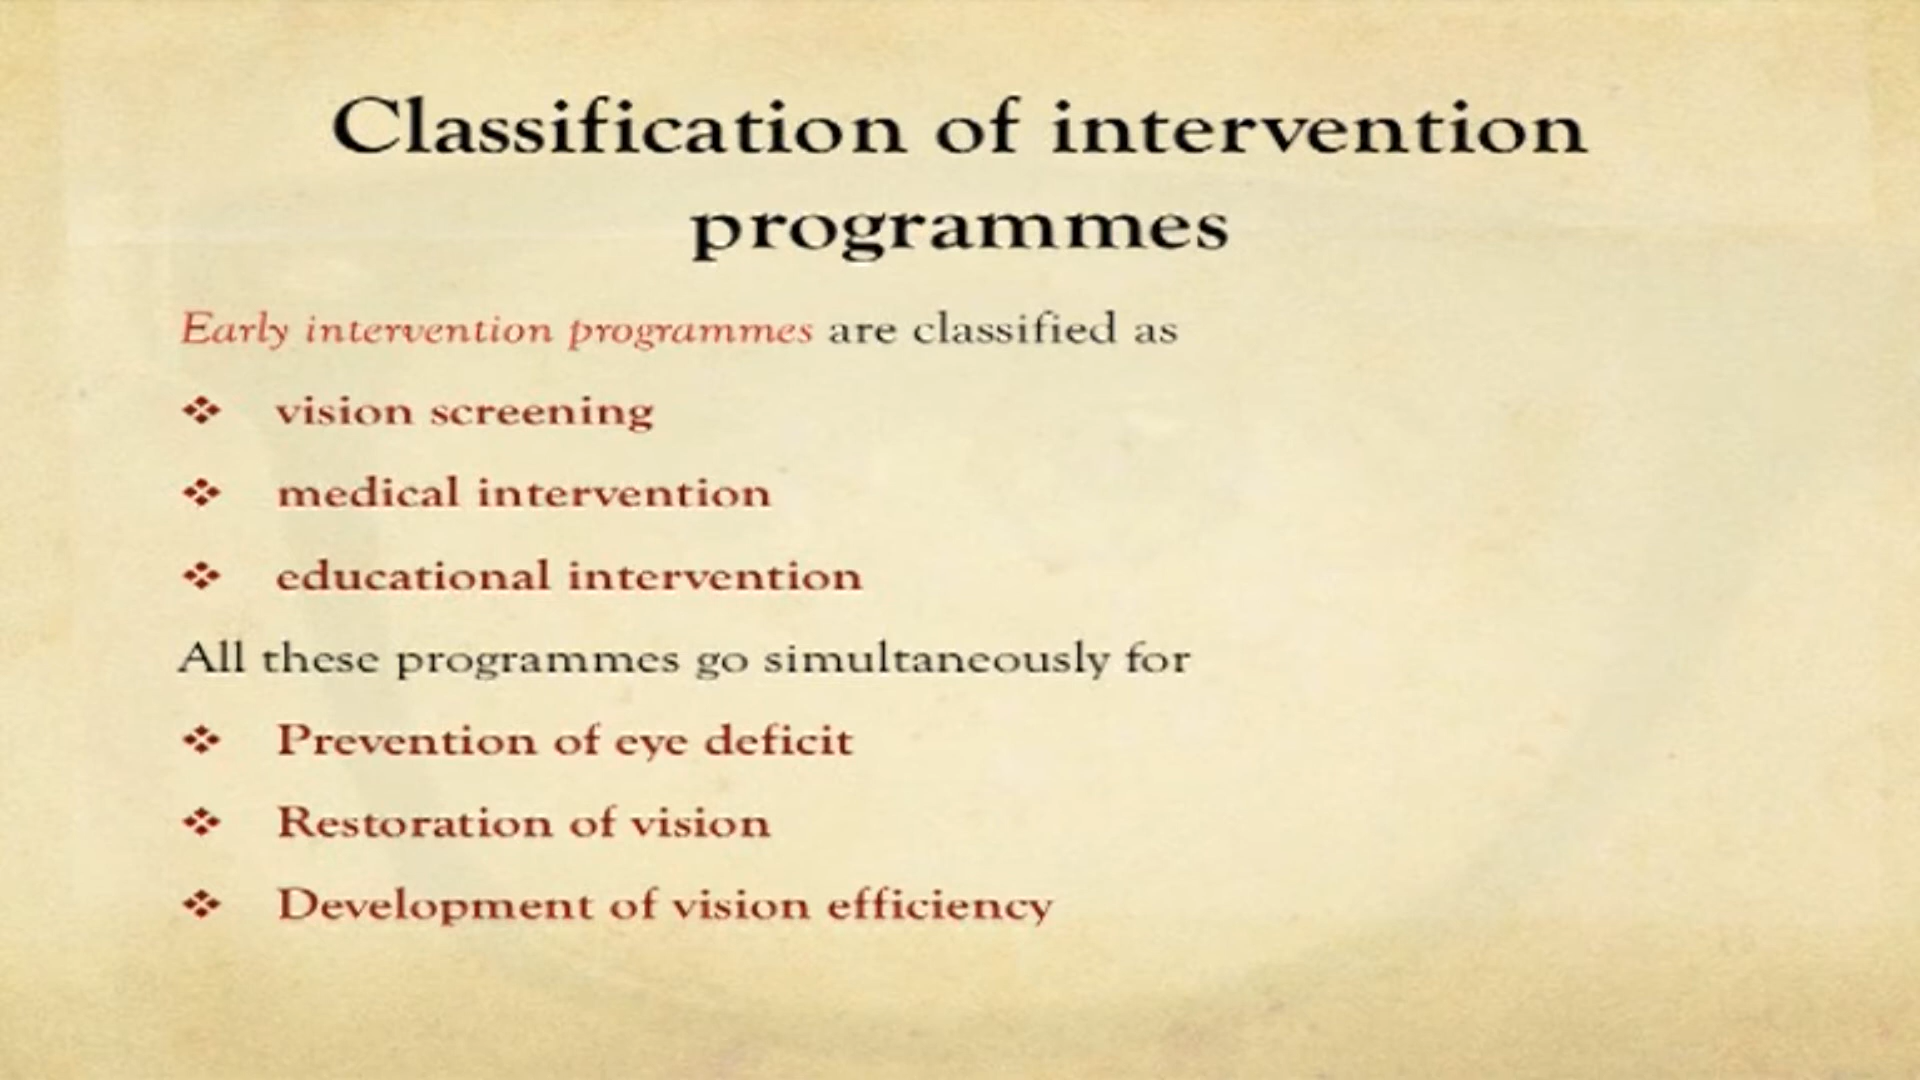 Classification of intervention
programmes
Early intervention programmes are classified as
❖ vision screening
❖ medical intervention
❖ educational intervention
All these programmes go simultaneously for
❖ Prevention of eye deficit
❖ Restoration of vision
❖ Development of vision efficiency